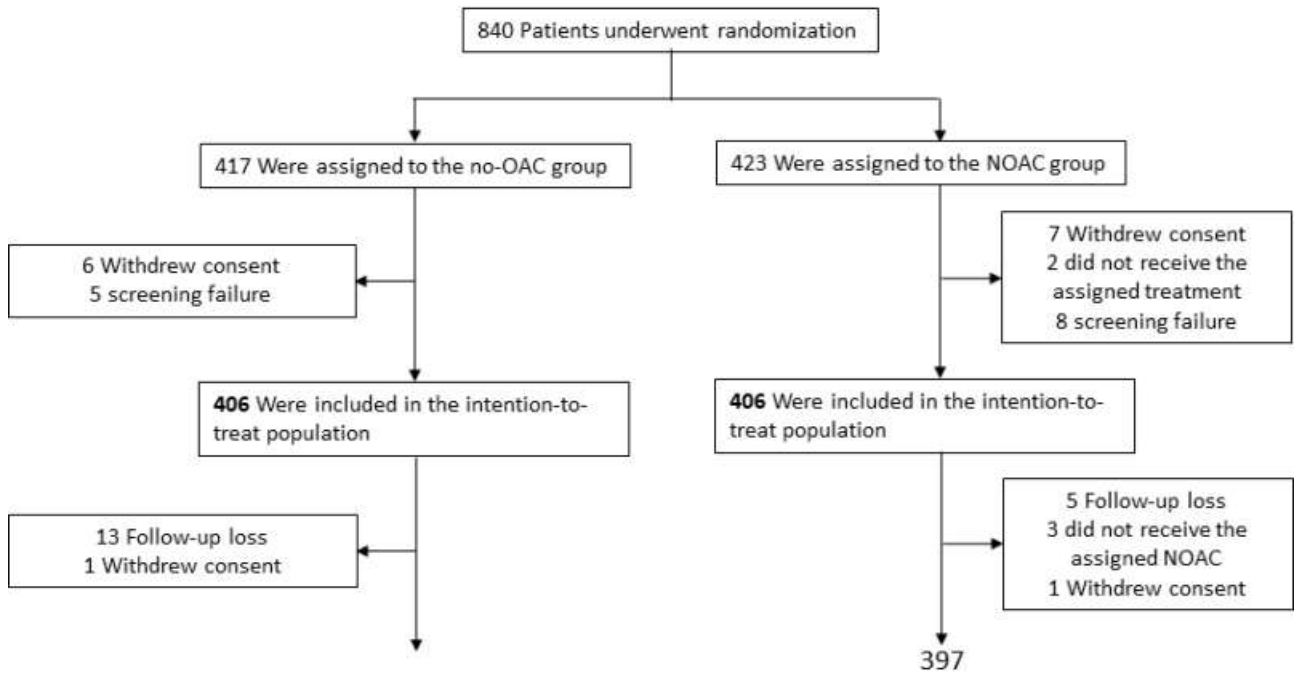 840 Patients underwent randomization
417 Were assigned to the no-OAC group
423 Were assigned to the NOAC group
6 Withdrew consent
5 screening failure
7 Withdrew consent
2 did not receive the
assigned treatment
8 screening failure
406 Were included in the intention-to-
treat population
406 Were included in the intention-to-
treat population
13 Follow-up loss
1 Withdrew consent
5 Follow-up loss
3 did not receive the
assigned NOAC
1 Withdrew consent
397